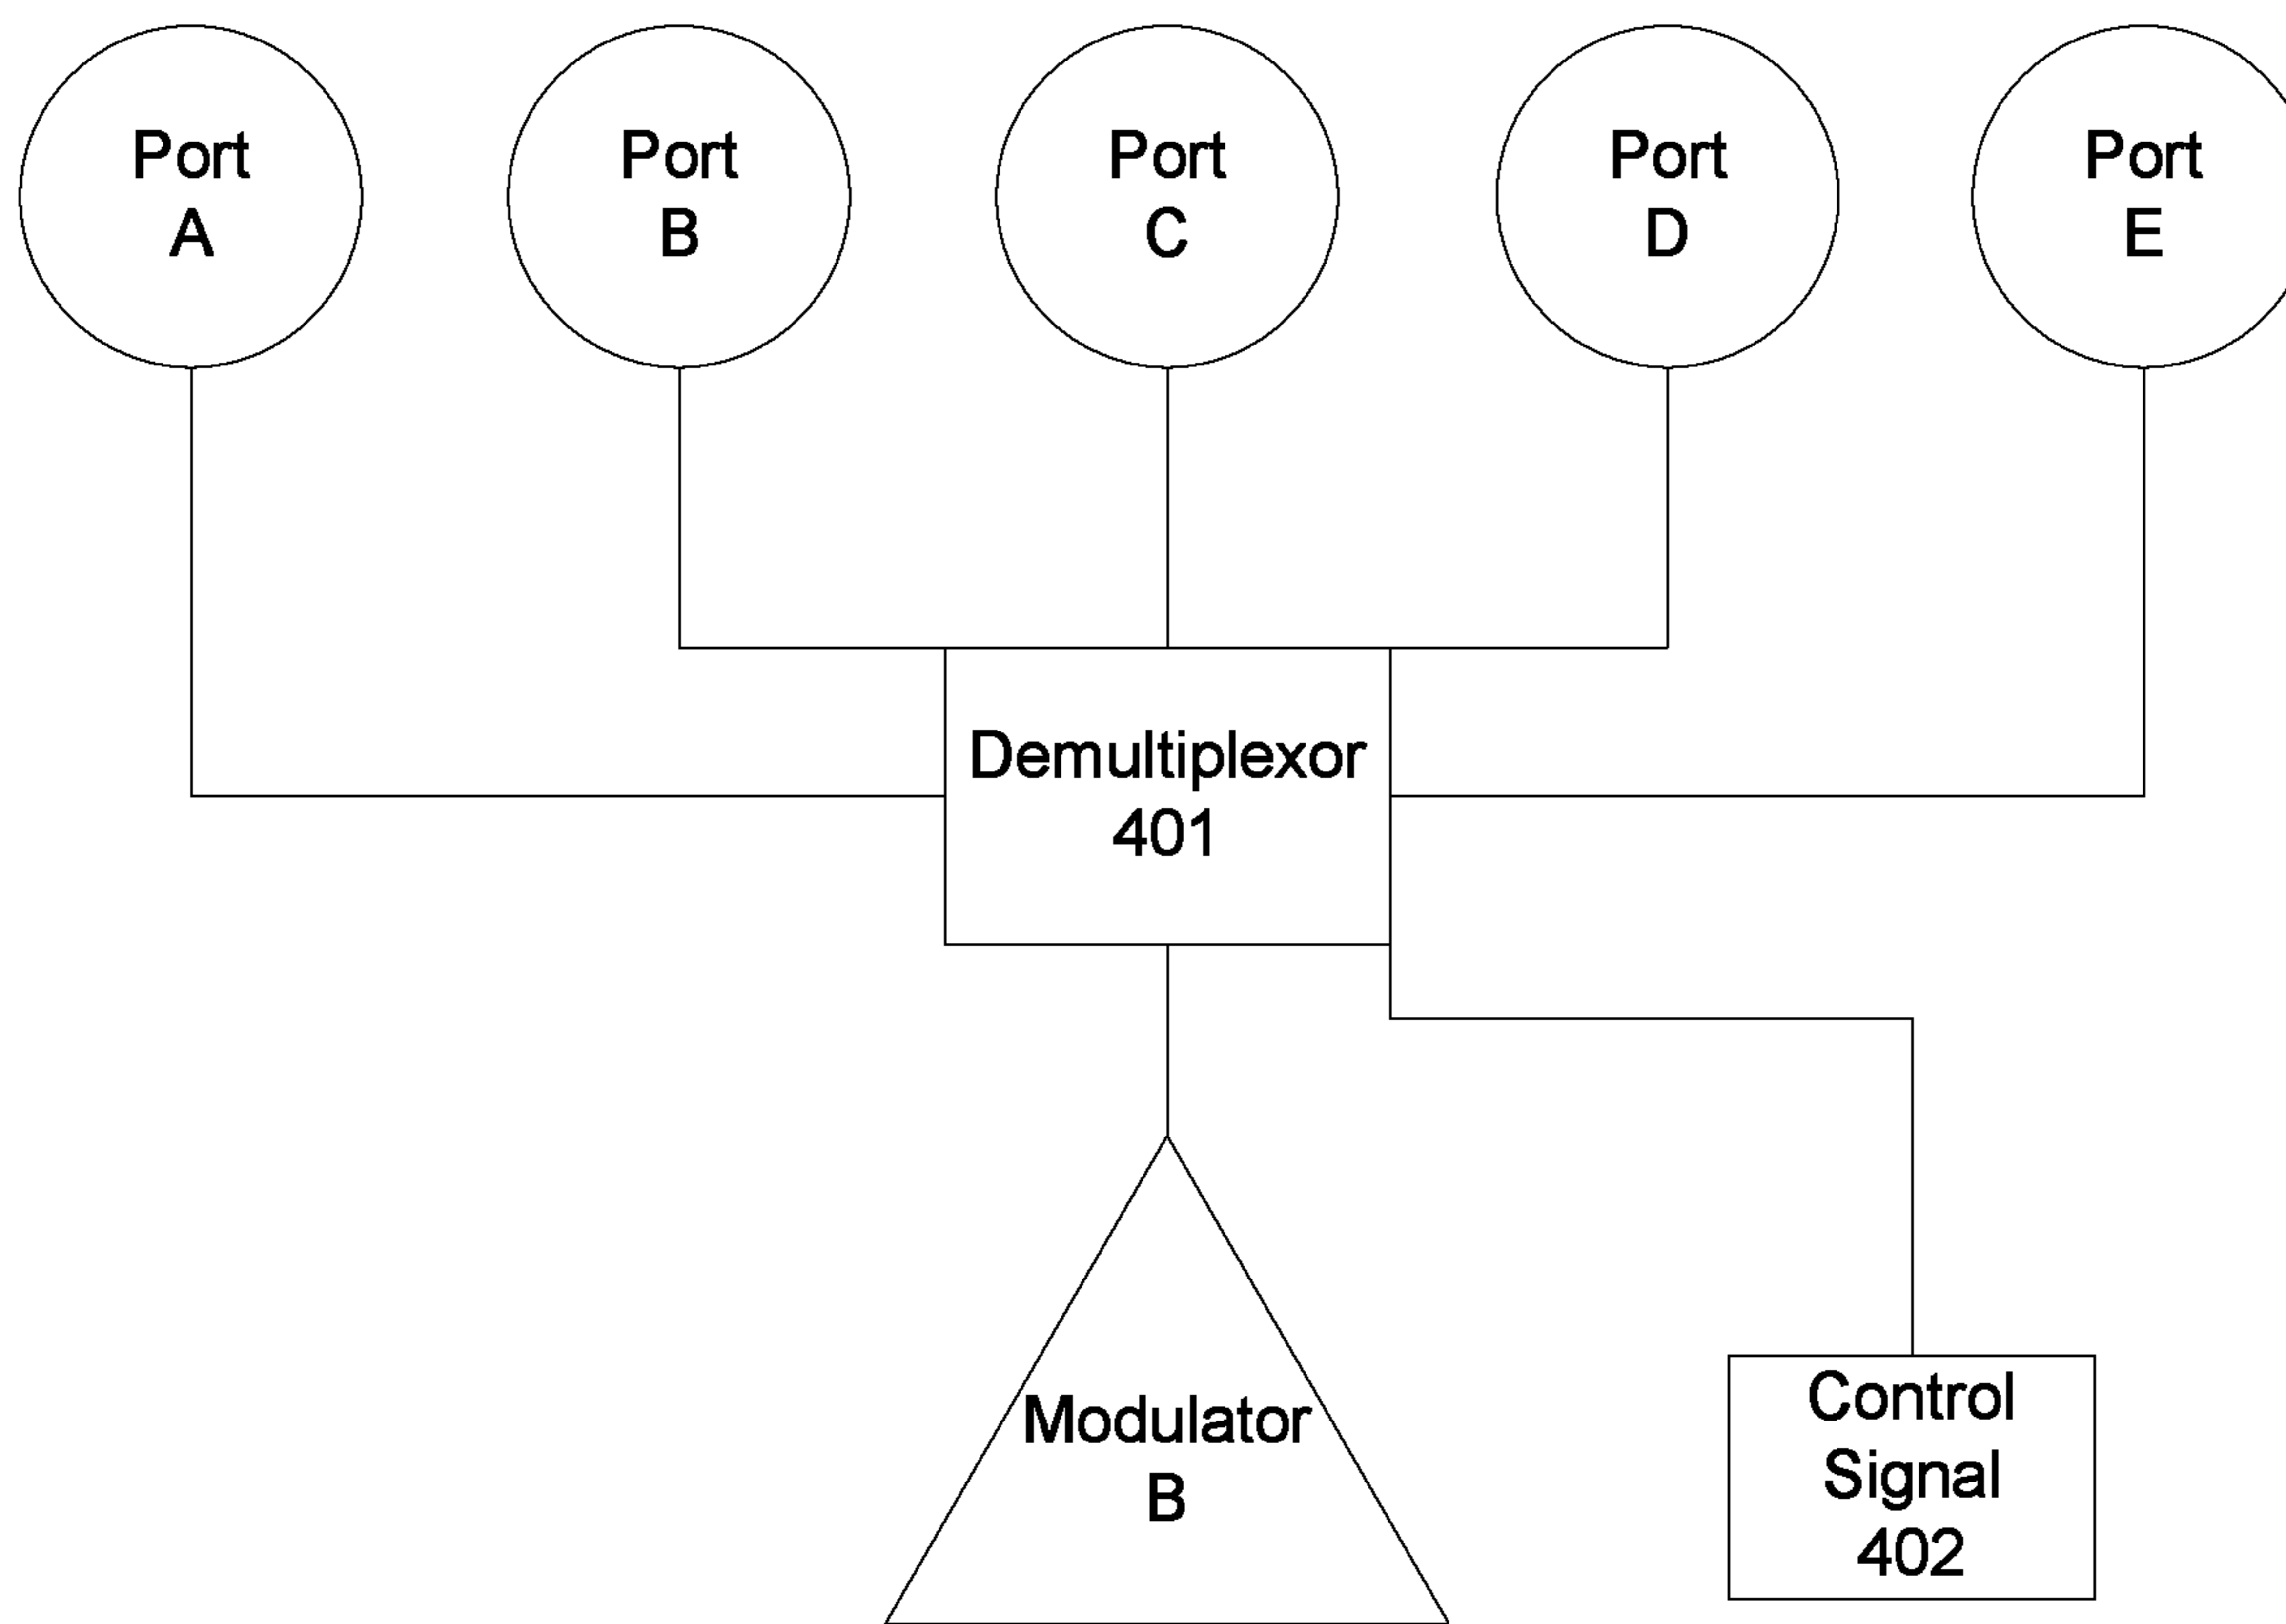 Port
A
Port
B
Port
C
Port
D
Port
E
Demultiplexor
401
Modulator
B
Control
Signal
402